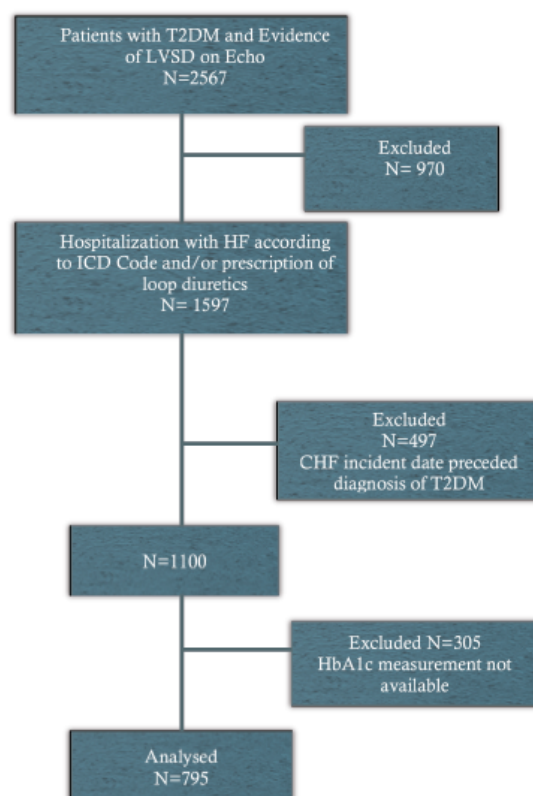 Patients with T2DM and Evidence
of LVSD on Echo
N=2567
Excluded
N= 970
Hospitalization with HF according
to ICD Code and/or prescription of
loop diuretics
N= 1597
Excluded
N=497
CHF incident date preceded
diagnosis of T2DM
N=1100
Excluded N=305
HbA1c measurement not
available
Analysed
N=795